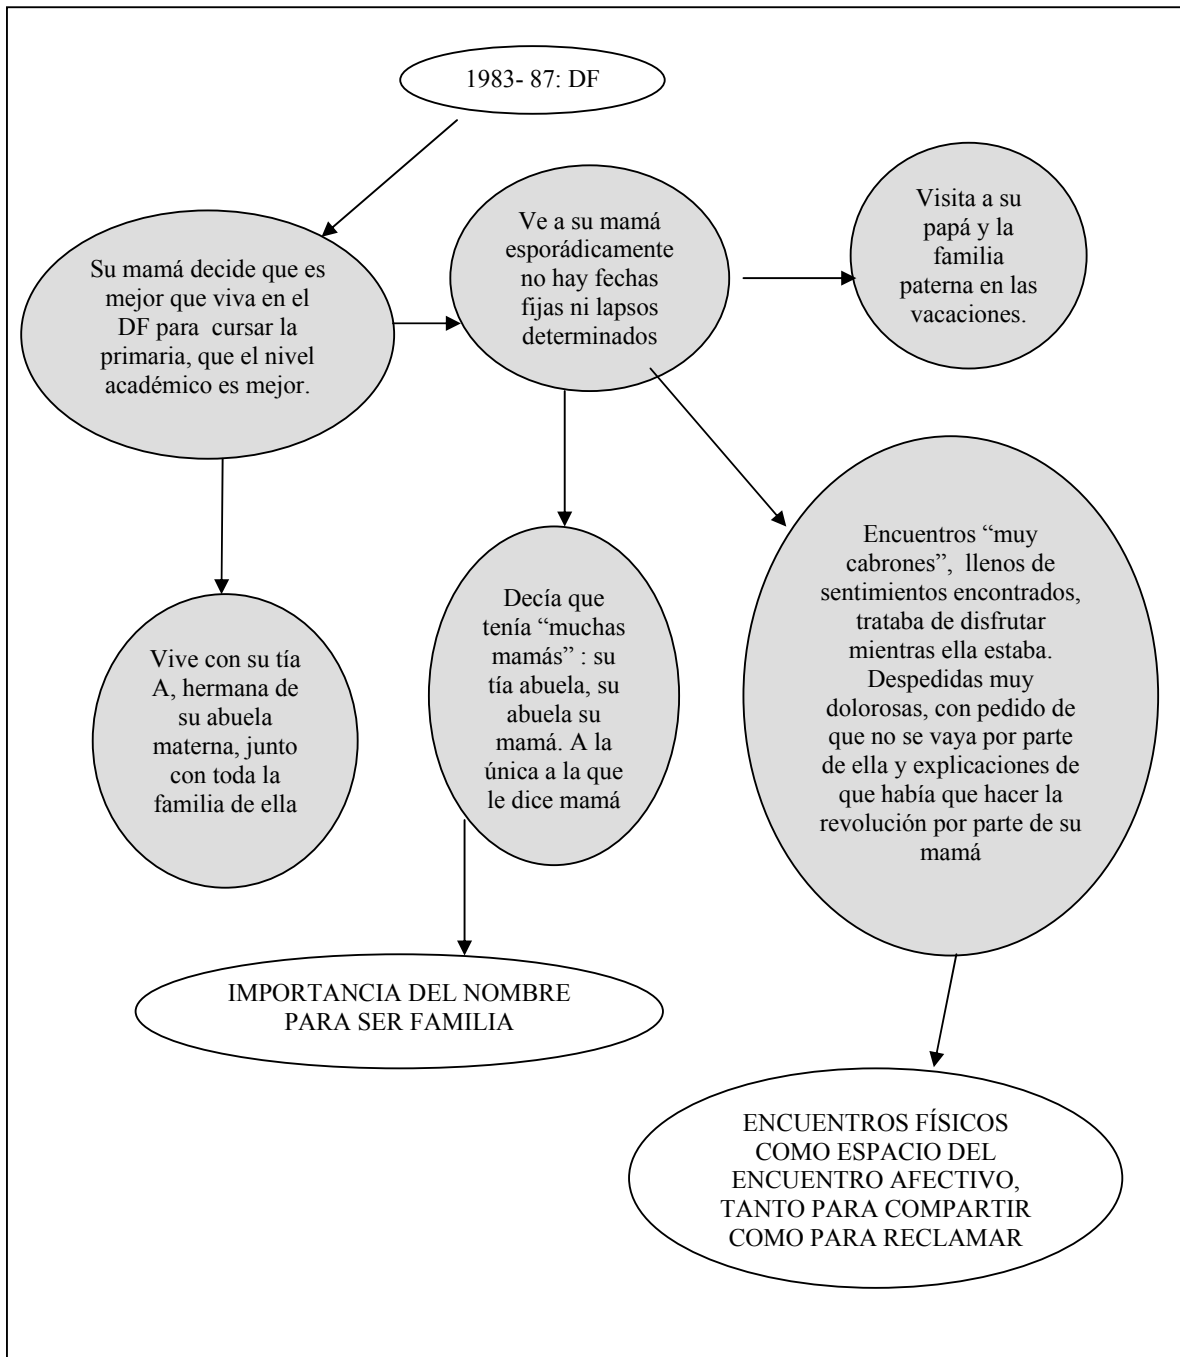 1983- 87: DF
Su mamá decide que es
mejor que viva en el
DF para  cursar la
primaria, que el nivel
académico es mejor.
Ve a su mamá
esporádicamente
no hay fechas
fijas ni lapsos
determinados
Visita a su
papá y la
familia
paterna en las
vacaciones.
Vive con su tía
A, hermana de
su abuela
materna, junto
con toda la
familia de ella
Decía que
tenía “muchas
mamás” : su
tía abuela, su
abuela su
mamá. A la
única a la que
le dice mamá
Encuentros “muy
cabrones”,  llenos de
sentimientos encontrados,
trataba de disfrutar
mientras ella estaba.
Despedidas muy
dolorosas, con pedido de
que no se vaya por parte
de ella y explicaciones de
que había que hacer la
revolución por parte de su
mamá
IMPORTANCIA DEL NOMBRE
PARA SER FAMILIA
ENCUENTROS FÍSICOS
COMO ESPACIO DEL
ENCUENTRO AFECTIVO,
TANTO PARA COMPARTIR
COMO PARA RECLAMAR